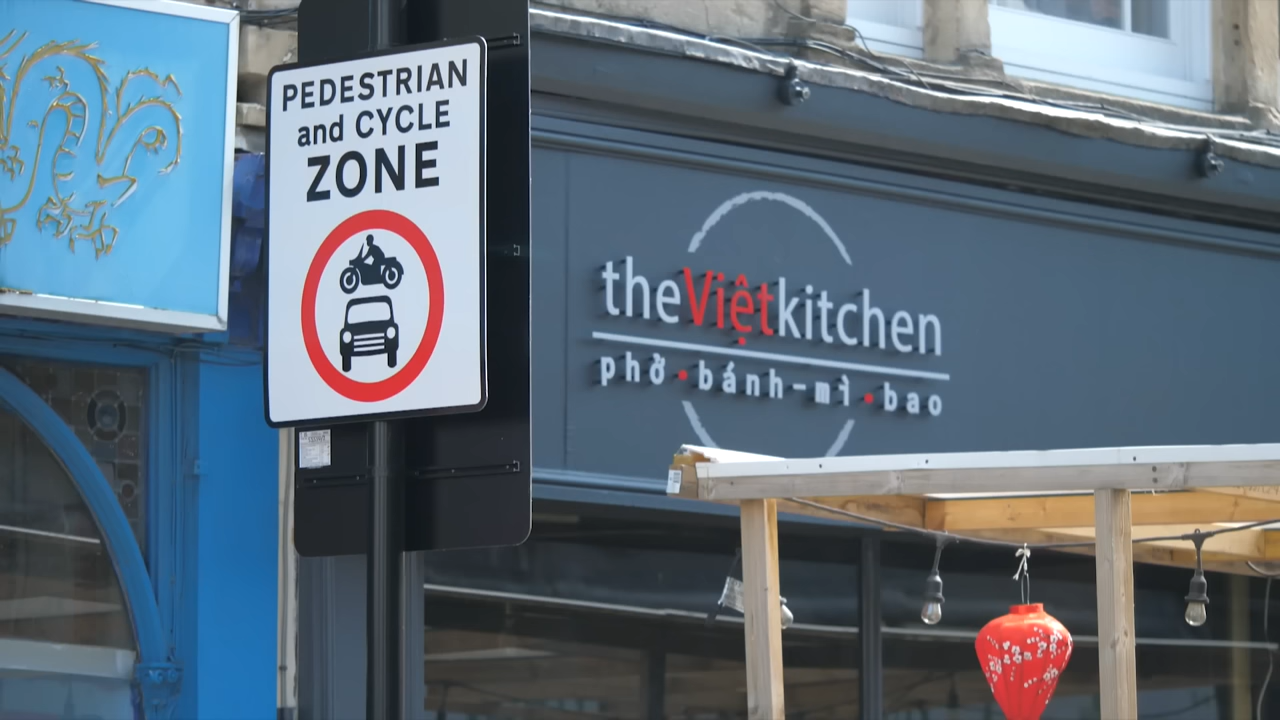 PEDESTRIAN
and CYCLE
ZONE
theViệtkitchen
phở•bánh-mì•bao